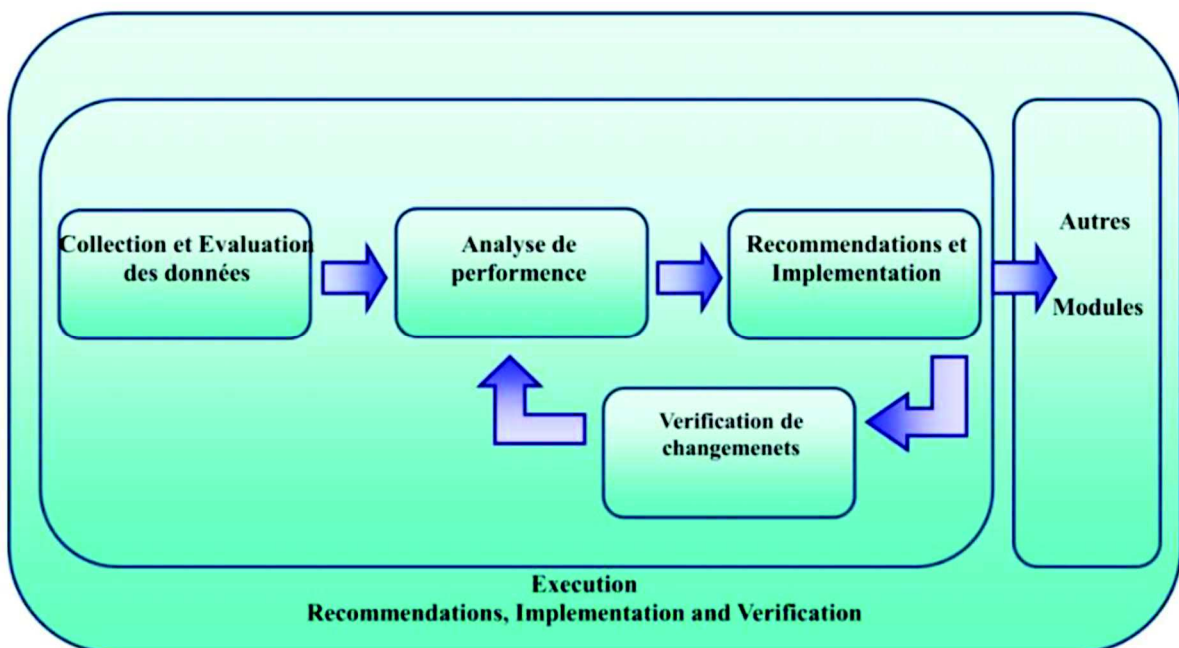 Collection et Evaluation
des données
Analyse de
performence
Recommendations et
Implementation
Autres
Modules
Verification de
changemenets
Execution
Recommendations, Implementation and Verification